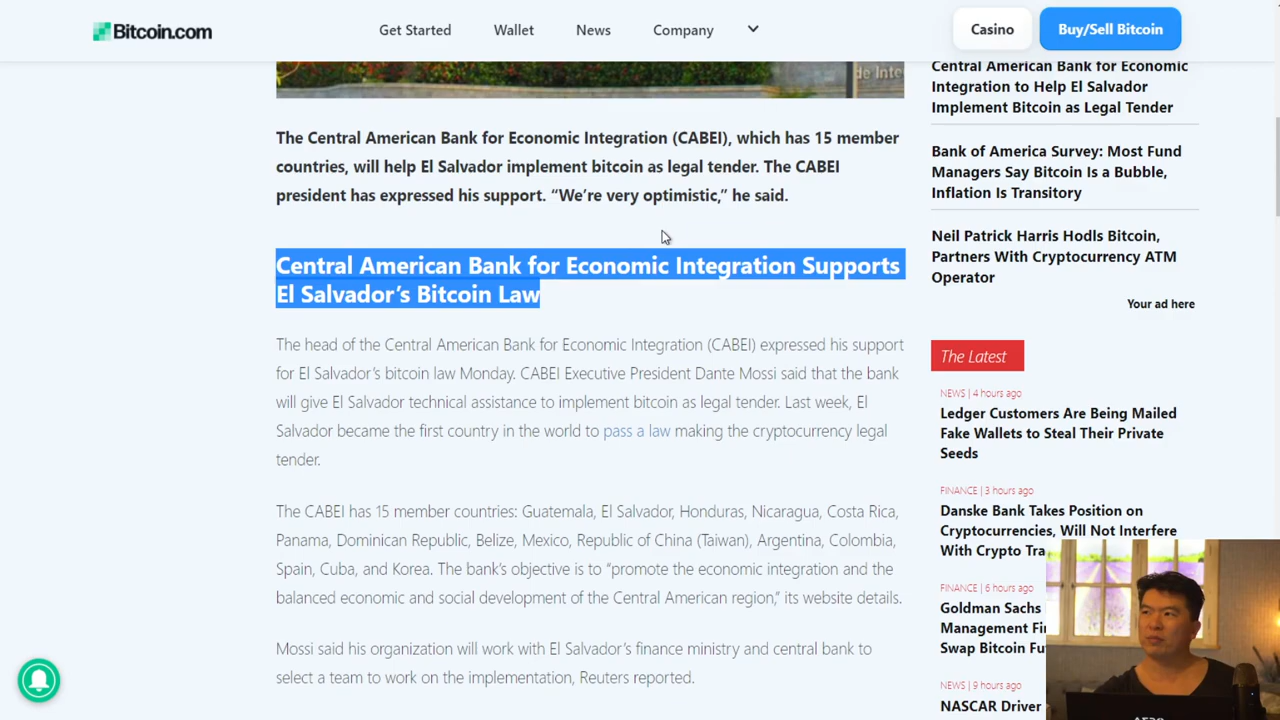 Bitcoin.com
Get Started
Wallet
News
Company
Casino
Buy/Sell Bitcoin
de Inte
The Central American Bank for Economic Integration (CABEI), which has 15 member
countries, will help El Salvador implement bitcoin as legal tender. The CABEI
president has expressed his support. “We’re very optimistic,” he said.
Central American Bank for Economic Integration Supports
El Salvador’s Bitcoin Law
The head of the Central American Bank for Economic Integration (CABEI) expressed his support
for El Salvador’s bitcoin law Monday. CABEI Executive President Dante Mossi said that the bank
will give El Salvador technical assistance to implement bitcoin as legal tender. Last week, El
Salvador became the first country in the world to pass a law making the cryptocurrency legal
tender.
The CABEI has 15 member countries: Guatemala, El Salvador, Honduras, Nicaragua, Costa Rica,
Panama, Dominican Republic, Belize, Mexico, Republic of China (Taiwan), Argentina, Colombia,
Spain, Cuba, and Korea. The bank’s objective is to “promote the economic integration and the
balanced economic and social development of the Central American region,” its website details.
Mossi said his organization will work with El Salvador’s finance ministry and central bank to
select a team to work on the implementation, Reuters reported.
Central American Bank for Economic
Integration to Help El Salvador
Implement Bitcoin as Legal Tender
Bank of America Survey: Most Fund
Managers Say Bitcoin Is a Bubble,
Inflation Is Transitory
Neil Patrick Harris Hodls Bitcoin,
Partners With Cryptocurrency ATM
Operator
Your ad here
The Latest
NEWS | 4 hours ago
Ledger Customers Are Being Mailed
Fake Wallets to Steal Their Private
Seeds
FINANCE | 3 hours ago
Danske Bank Takes Position on
Cryptocurrencies, Will Not Interfere
With Crypto Tra
FINANCE | 6 hours ago
Goldman Sachs
Management Fi
Swap Bitcoin Fu
NEWS | 9 hours ago
NASCAR Driver